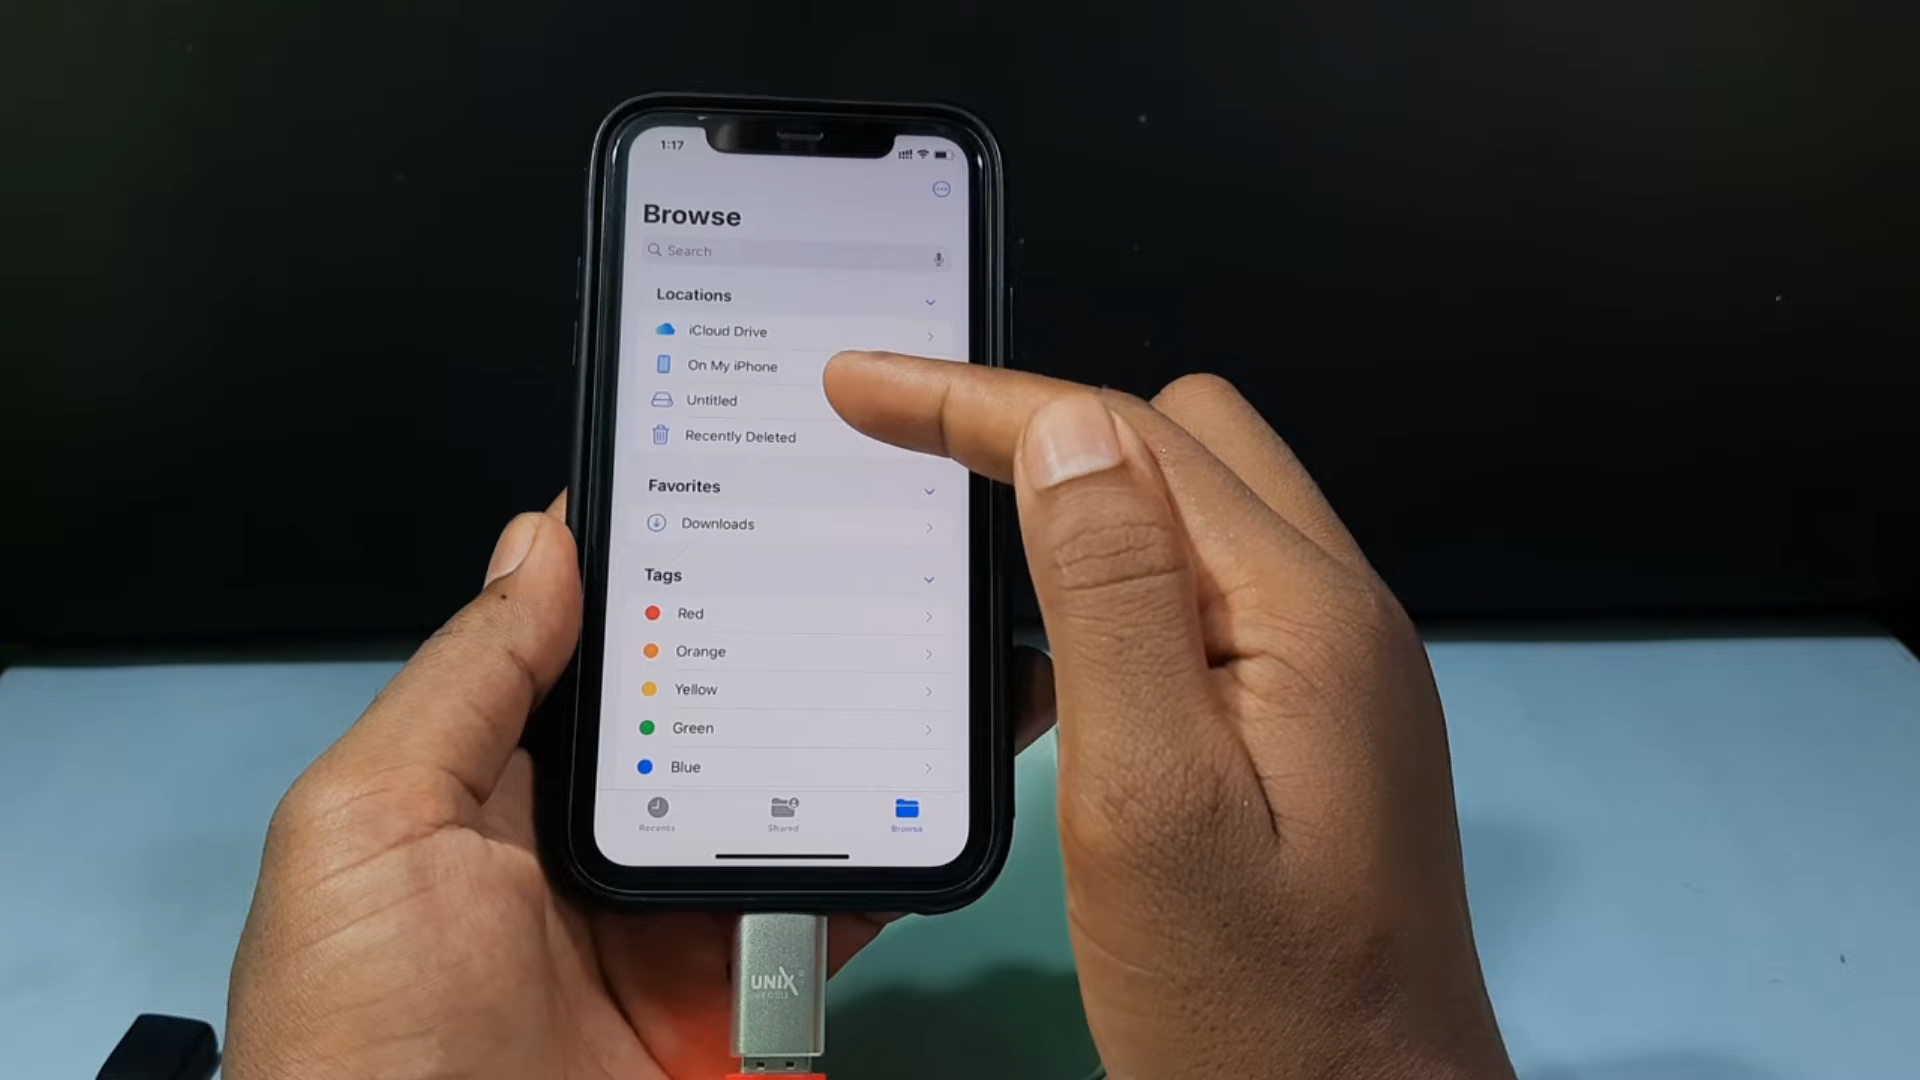 1:17
Browse
Search
Locations
iCloud Drive
On My iPhone
Untitled
Recently Deleted
Favorites
Downloads
Tags
Red
Orange
Yellow
Green
Blue
Recents
Shared
Browse
UNIX